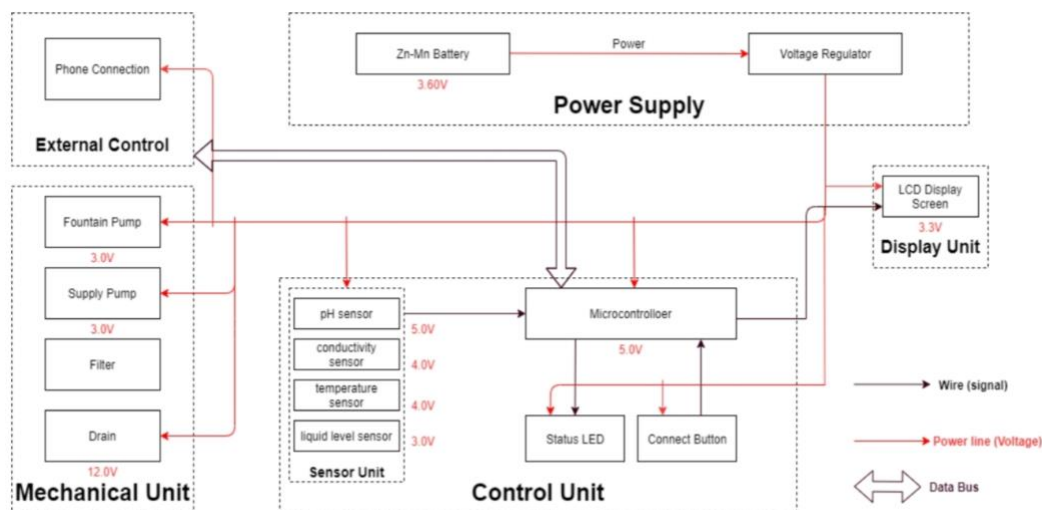 Phone Connection
External Control
Zn-Mn Battery
Power
Voltage Regulator
3.60V
Power Supply
Fountain Pump
3.0V
Supply Pump
3.0V
Filter
Drain
12.0V
Mechanical Unit
LCD Display
Screen
3.3V
Display Unit
pH sensor
5.0V
conductivity
sensor
4.0V
temperature
sensor
4.0V
liquid level sensor
3.0V
Sensor Unit
Microcontrolloer
5.0V
Status LED
Connect Button
Control Unit
Wire (signal)
Power line (Voltage)
Data Bus